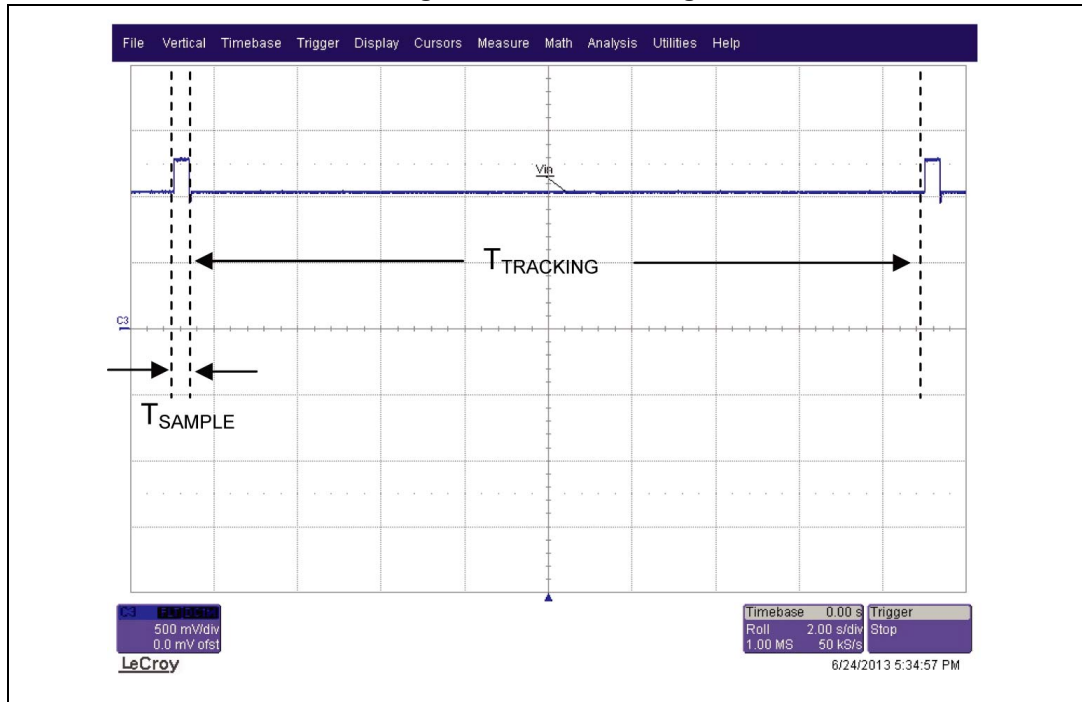 File Vertical Timebase Trigger Display Cursors Measure Math Analysis Utilities Help
Vin
T TRACKING
C3
T SAMPLE
C3
500 mV/div
0.0 mV ofst
Timebase 0.00 s
Roll 2.00 s/div
1.00 MS 50 kS/s
Trigger
Stop
LeCroy
6/24/2013 5:34:57 PM